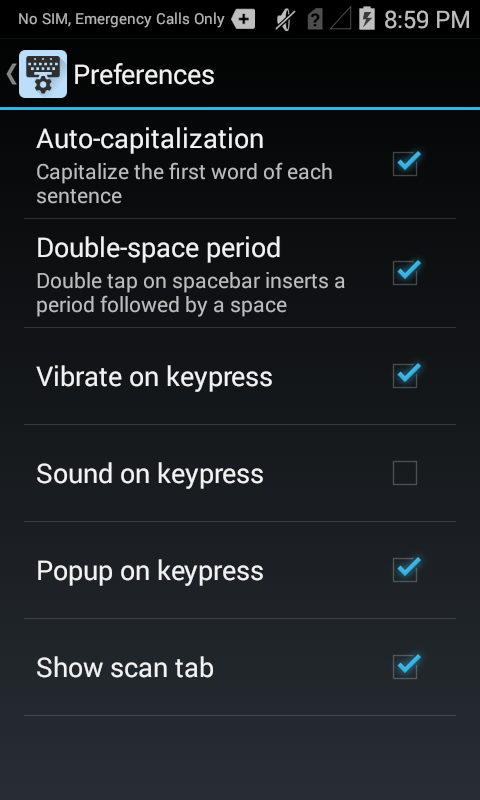 No SIM, Emergency Calls Only 8:59 PM
Preferences
Auto-capitalization
Capitalize the first word of each
sentence
Double-space period
Double tap on spacebar inserts a
period followed by a space
Vibrate on keypress
Sound on keypress
Popup on keypress
Show scan tab